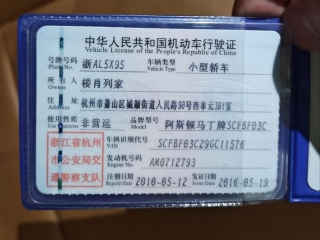 中华人民共和国机动车行驶证
Vehicle License of the People's Republic of China
号牌号码 浙AL5X95 车辆类型 小型轿车
Plate No. Vehicle Type
所有人 楼肖列家
Owner
住址 杭州市萧山区城厢街道人民路90号西单元301室
Address
使用性质 非营运 品牌型号 阿斯顿马丁牌SCFBF03C
Use Character Model
浙江省杭州市公安局交通警察支队
车辆识别代号 SCFBF03C29GC11576
VIN
发动机号码 AM0712793
Engine No.
注册日期 2010-05-12 发证日期 2016-05-19
Register Date Issue Date